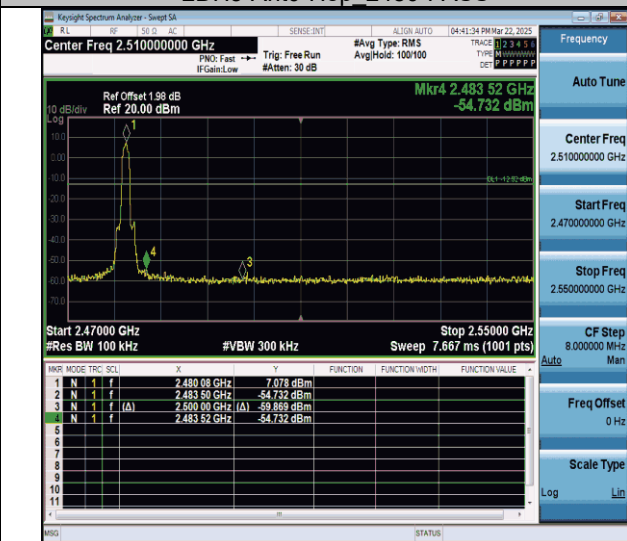 Keysight Spectrum Analyzer - Swept SA
RL RF 50 Ω AC SENSE:INT ALIGN AUTO 04:41:34 PM Mar 22, 2025
Center Freq 2.510000000 GHz
PNO: Fast
IFGain:Low
Trig: Free Run
#Atten: 30 dB
#Avg Type: RMS
Avg|Hold: 100/100
TRACE 1 2 3 4 5 6
TYPE
DET P P P P P P
Frequency
Auto Tune
Center Freq
2.510000000 GHz
Start Freq
2.470000000 GHz
Stop Freq
2.550000000 GHz
CF Step
8.000000 MHz
Auto Man
Freq Offset
0 Hz
Scale Type
Log Lin
Mkr4 2.483 52 GHz
-54.732 dBm
Ref Offset 1.98 dB
10 dB/div Ref 20.00 dBm
Log
10.0
0.00
-10.0
-20.0
-30.0
-40.0
-50.0
-60.0
-70.0
1
4
3
Start 2.47000 GHz Stop 2.55000 GHz
#Res BW 100 kHz #VBW 300 kHz Sweep 7.667 ms (1001 pts)
MKR MODE TRC SCL X Y FUNCTION FUNCTION WIDTH FUNCTION VALUE
1 N 1 f 2.480 08 GHz 7.078 dBm
2 N 1 f 2.483 50 GHz -54.732 dBm
3 N 1 f (Δ) 2.500 00 GHz (Δ) -59.869 dBm
4 N 1 f 2.483 52 GHz -54.732 dBm
5
6
7
8
9
10
11
MSG STATUS